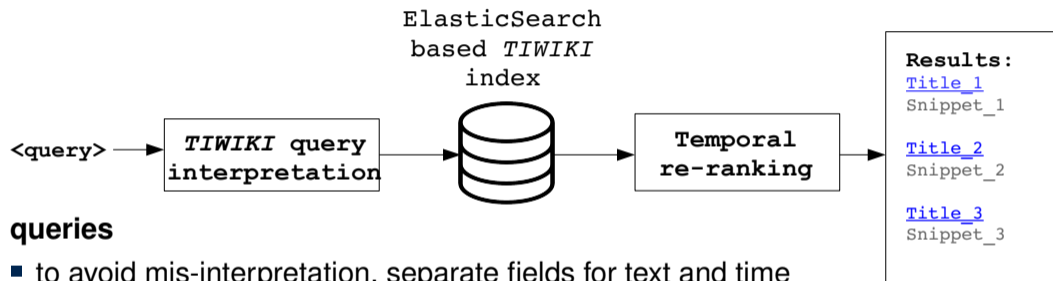 ElasticSearch
based TIWIKI
index
<query>
TIWIKI query
interpretation
Temporal
re-ranking
Results:
Title_1
Snippet_1
Title_2
Snippet_2
Title_3
Snippet_3
queries
▪ to avoid mis-interpretation, separate fields for text and time